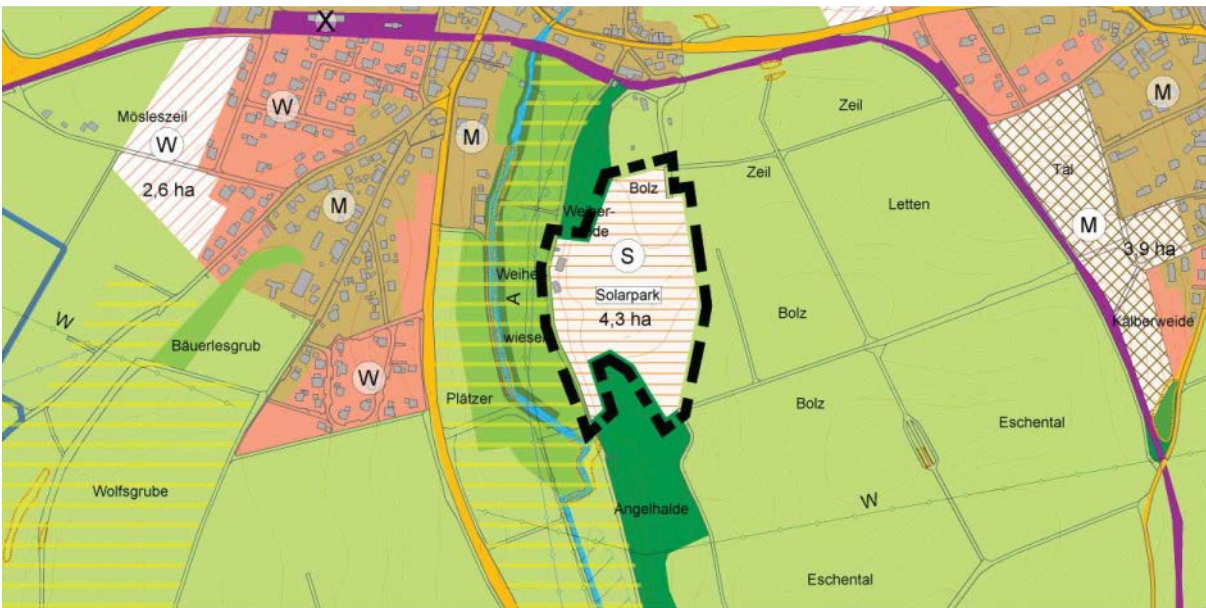 X
Mösleszeil
W
2,6 ha
W
M
M
Zeil
Zeil
Letten
Tal
M
M
3,9 ha
Kälberweide
Bolz
Weiher-
S
Solarpark
4,3 ha
Weiher
A
wiesen
W
Bäuerlesgrub
W
Plätzer
Bolz
Bolz
Eschental
Wolfsgrube
Angelhalde
W
Eschental